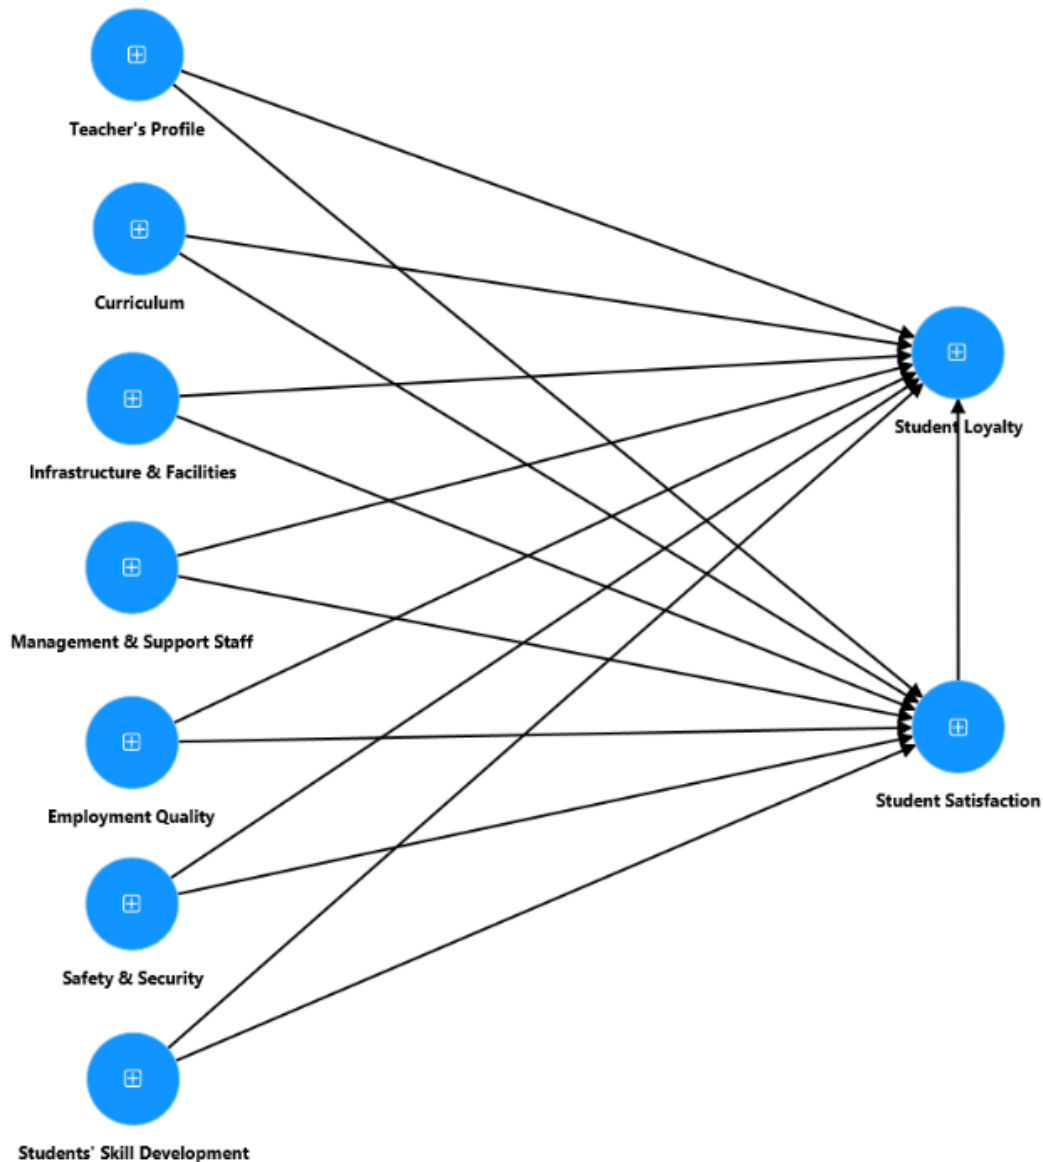 Teacher's Profile
Curriculum
Infrastructure & Facilities
Management & Support Staff
Employment Quality
Safety & Security
Students' Skill Development
Student Loyalty
Student Satisfaction